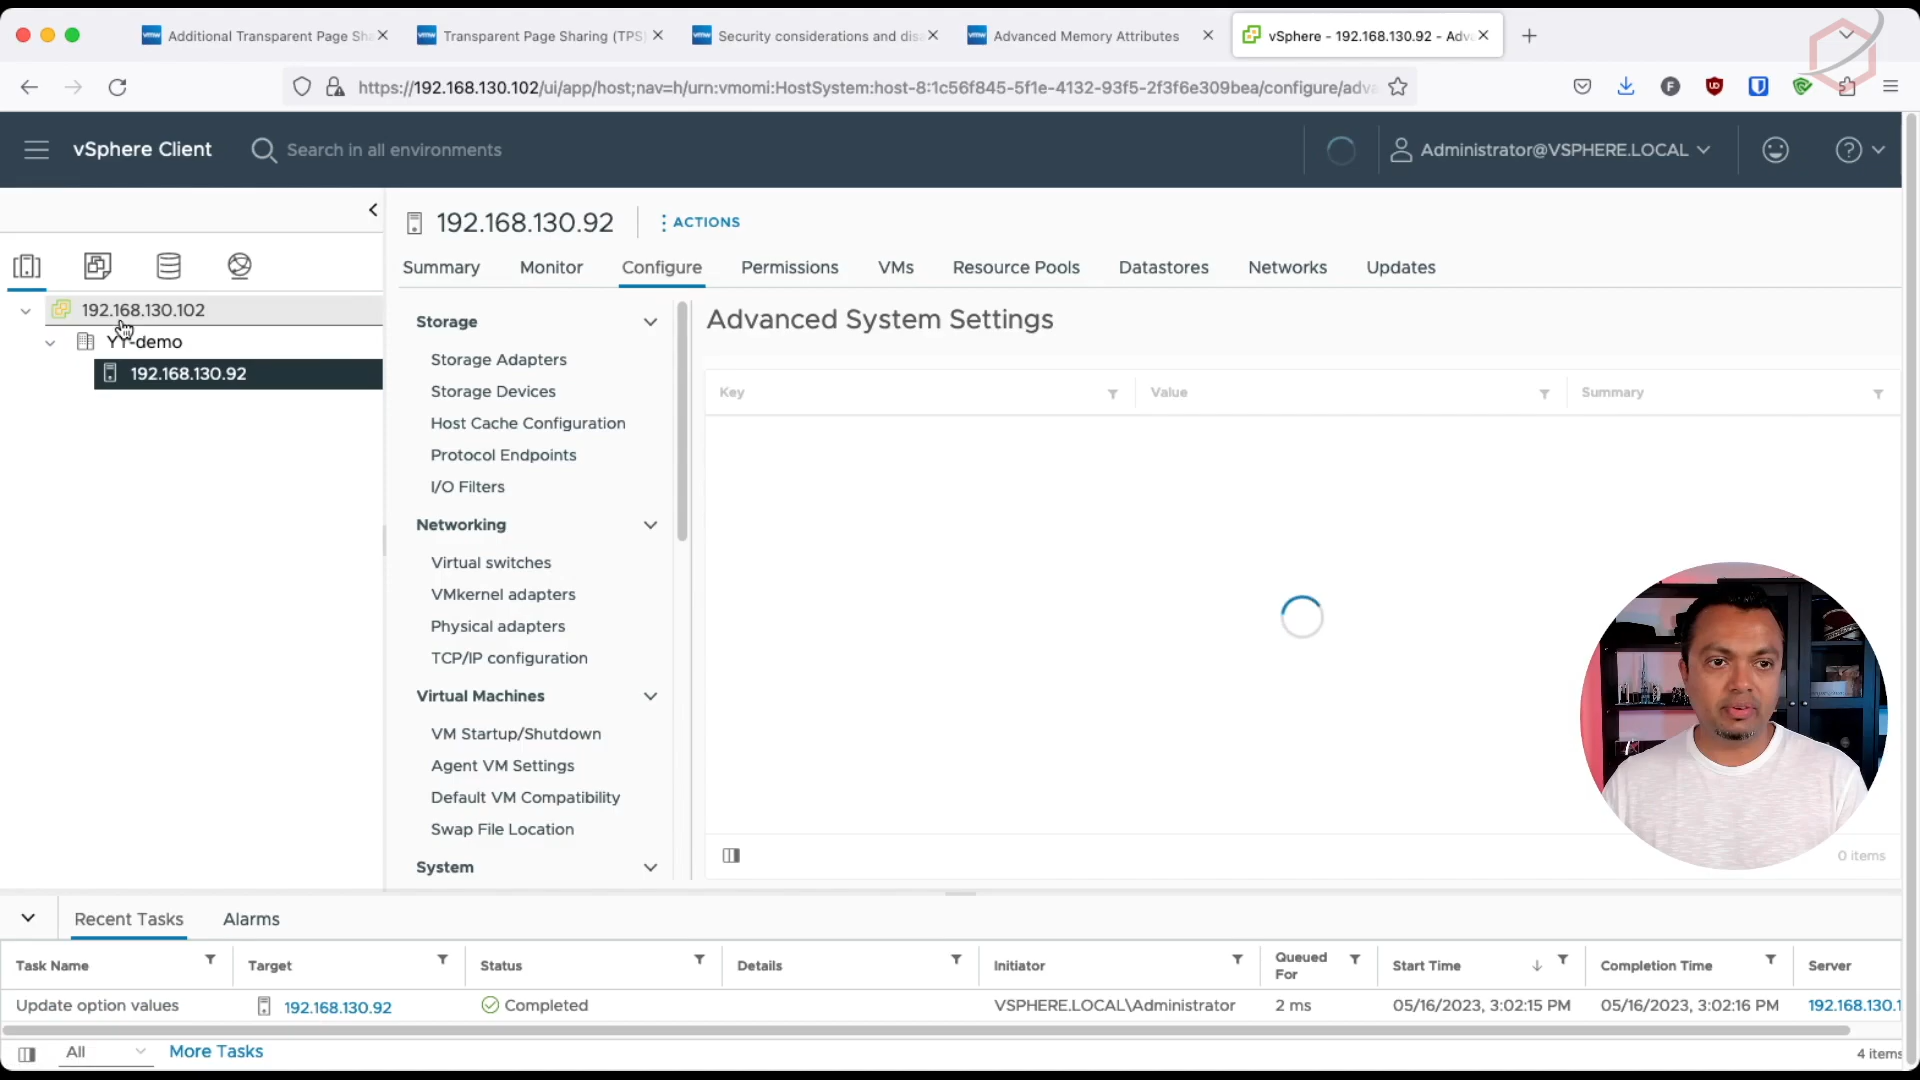 Additional Transparent Page Sha
Transparent Page Sharing (TPS)
Security considerations and disa
Advanced Memory Attributes
vSphere - 192.168.130.92 - Adv
https://192.168.130.102/ui/app/host;nav=h/urn:vmomi:HostSystem:host-8:1c56f845-5f1e-4132-93f5-2f3f6e309bea/configure/adva
vSphere Client
Search in all environments
Administrator@VSPHERE.LOCAL
192.168.130.102
YY-demo
192.168.130.92
192.168.130.92
ACTIONS
Summary
Monitor
Configure
Permissions
VMs
Resource Pools
Datastores
Networks
Updates
Storage
Storage Adapters
Storage Devices
Host Cache Configuration
Protocol Endpoints
I/O Filters
Networking
Virtual switches
VMkernel adapters
Physical adapters
TCP/IP configuration
Virtual Machines
VM Startup/Shutdown
Agent VM Settings
Default VM Compatibility
Swap File Location
System
Advanced System Settings
Key
Value
Summary
0 items
Recent Tasks
Alarms
Task Name
Target
Status
Details
Initiator
Queued For
Start Time
Completion Time
Server
Update option values
192.168.130.92
Completed
VSPHERE.LOCAL\Administrator
2 ms
05/16/2023, 3:02:15 PM
05/16/2023, 3:02:16 PM
192.168.130.1
All
More Tasks
4 items